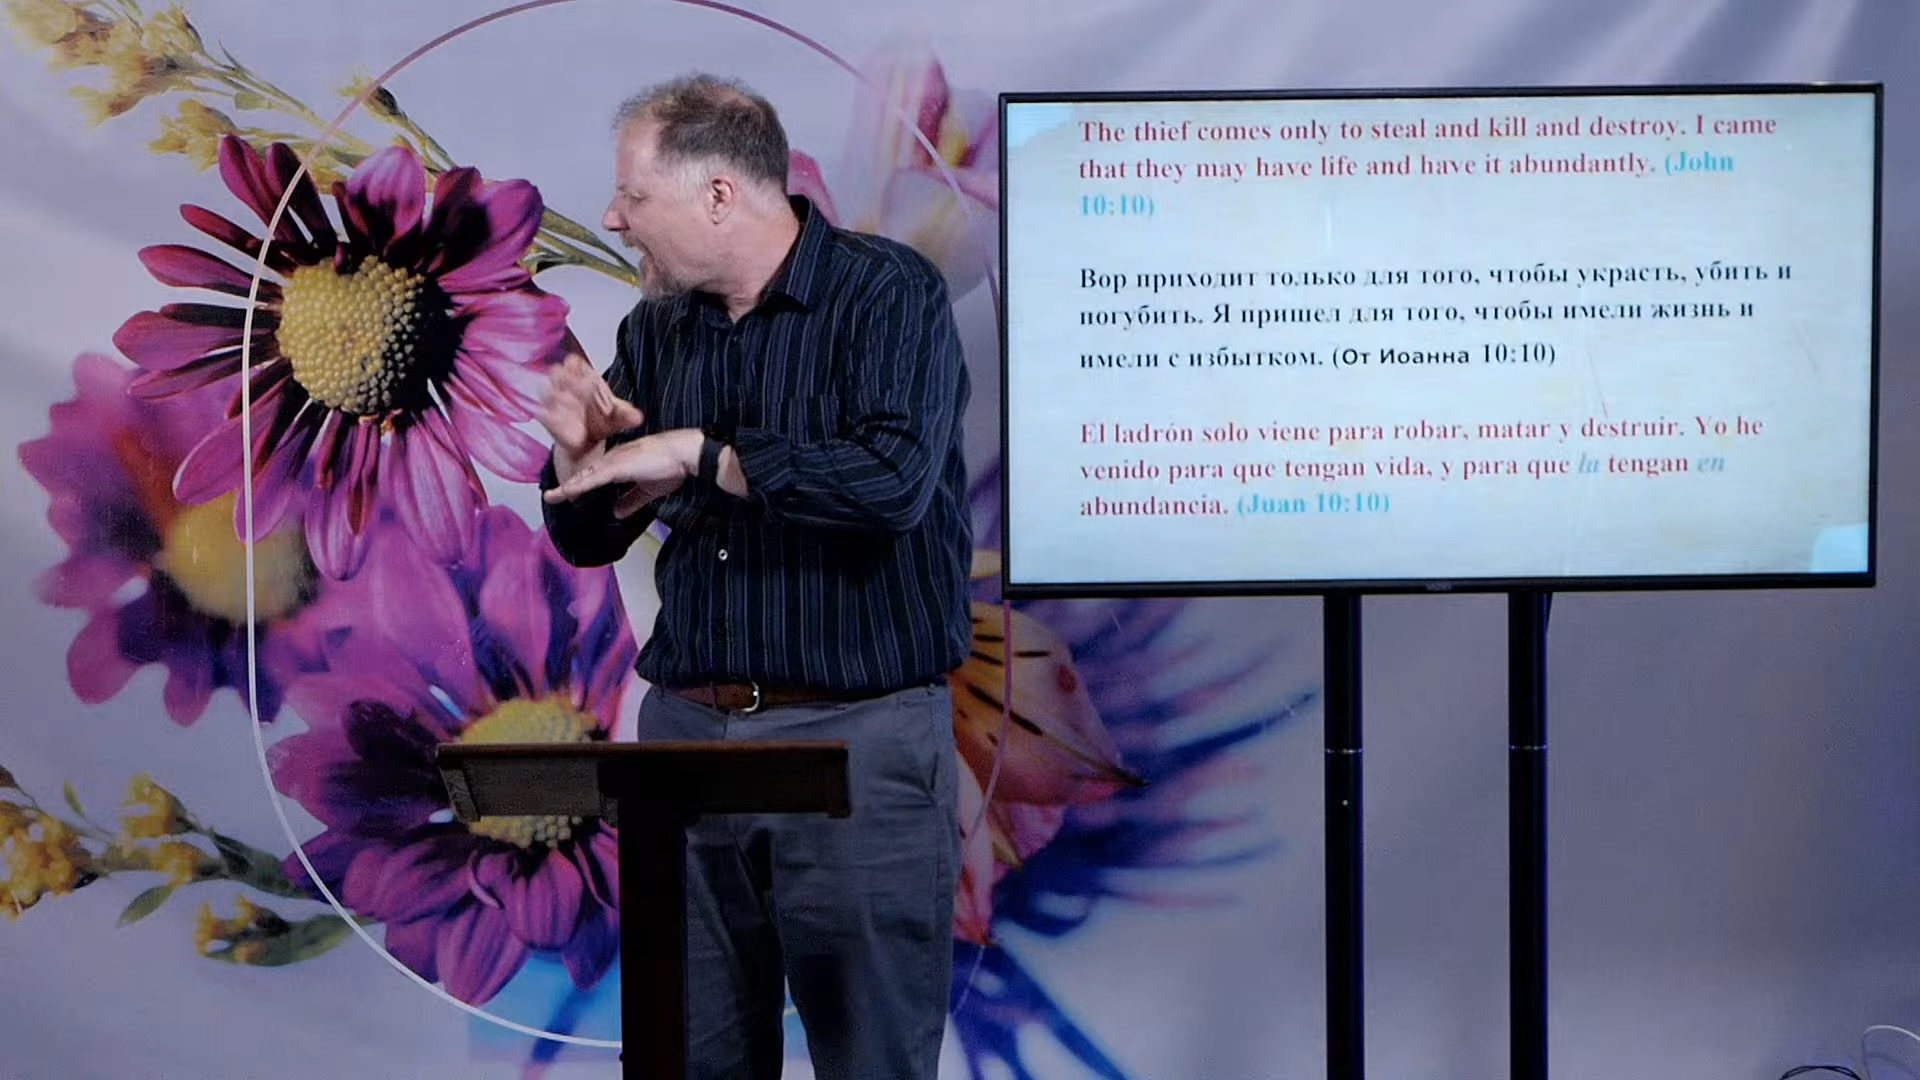 The thief comes only to steal and kill and destroy. I came
that they may have life and have it abundantly. (John
10:10)
Вор приходит только для того, чтобы украсть, убить и
погубить. Я пришел для того, чтобы имели жизнь и
имели с избытком. (От Иоанна 10:10)
El ladrón solo viene para robar, matar y destruir. Yo he
venido para que tengan vida, y para que la tengan en
abundancia. (Juan 10:10)